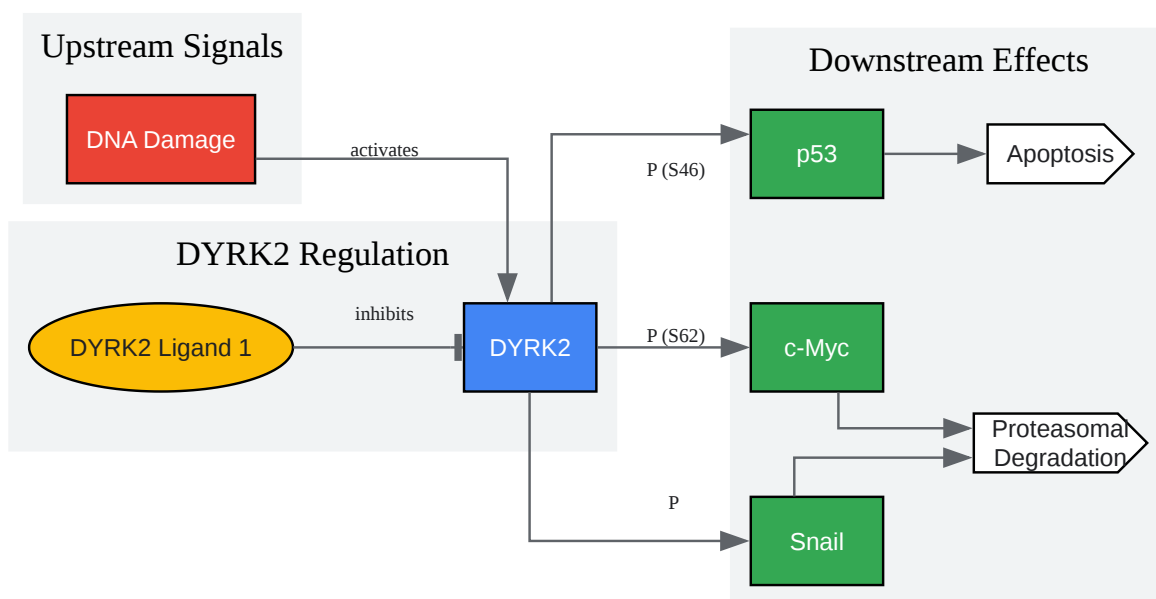 Upstream Signals
DNA Damage
activates
DYRK2 Regulation
DYRK2 Ligand 1
inhibits
DYRK2
P (S46)
P (S62)
P
Downstream Effects
p53
Apoptosis
c-Myc
Proteasomal
Degradation
Snail